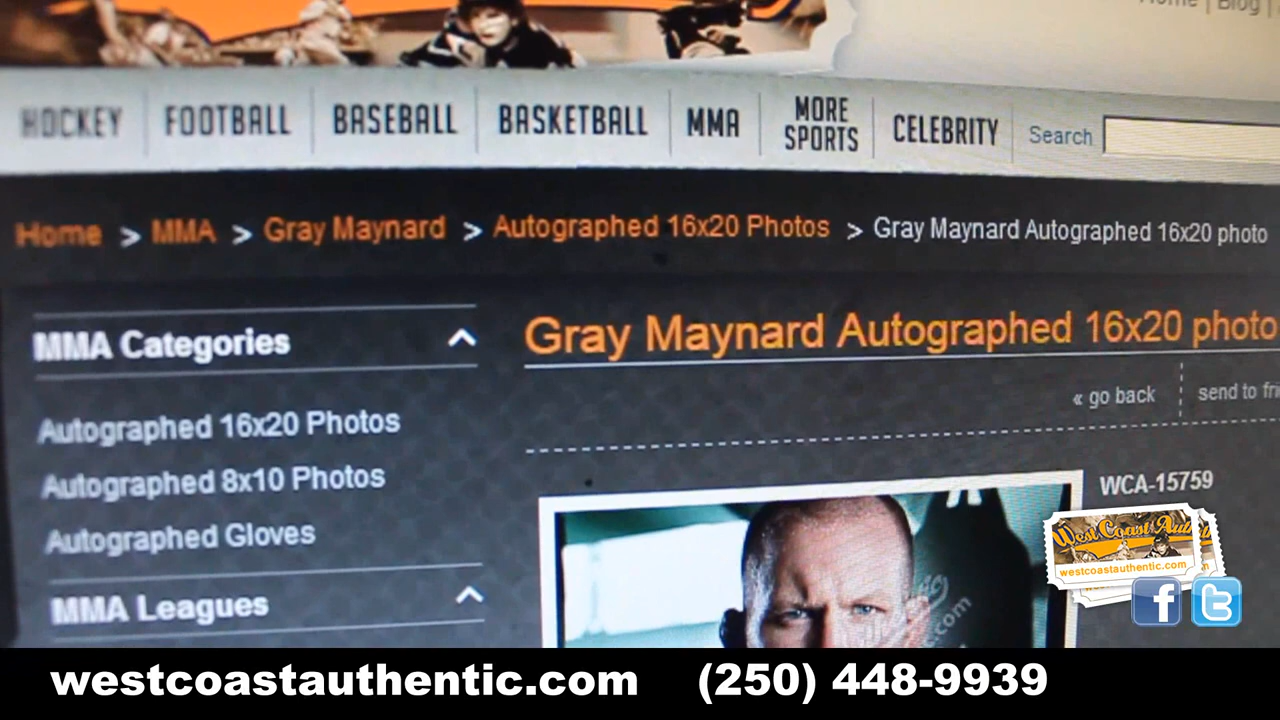 Home | Blog |
HOCKEY FOOTBALL BASEBALL BASKETBALL MMA MORE SPORTS CELEBRITY Search
Home > MMA > Gray Maynard > Autographed 16x20 Photos > Gray Maynard Autographed 16x20 photo
MMA Categories
Gray Maynard Autographed 16x20 photo
« go back send to
Autographed 16x20 Photos
Autographed 8x10 Photos
WCA-15759
Autographed Gloves
West Coast
westcoastauthentic.com
MMA Leagues
f t
westcoastauthentic.com (250) 448-9939